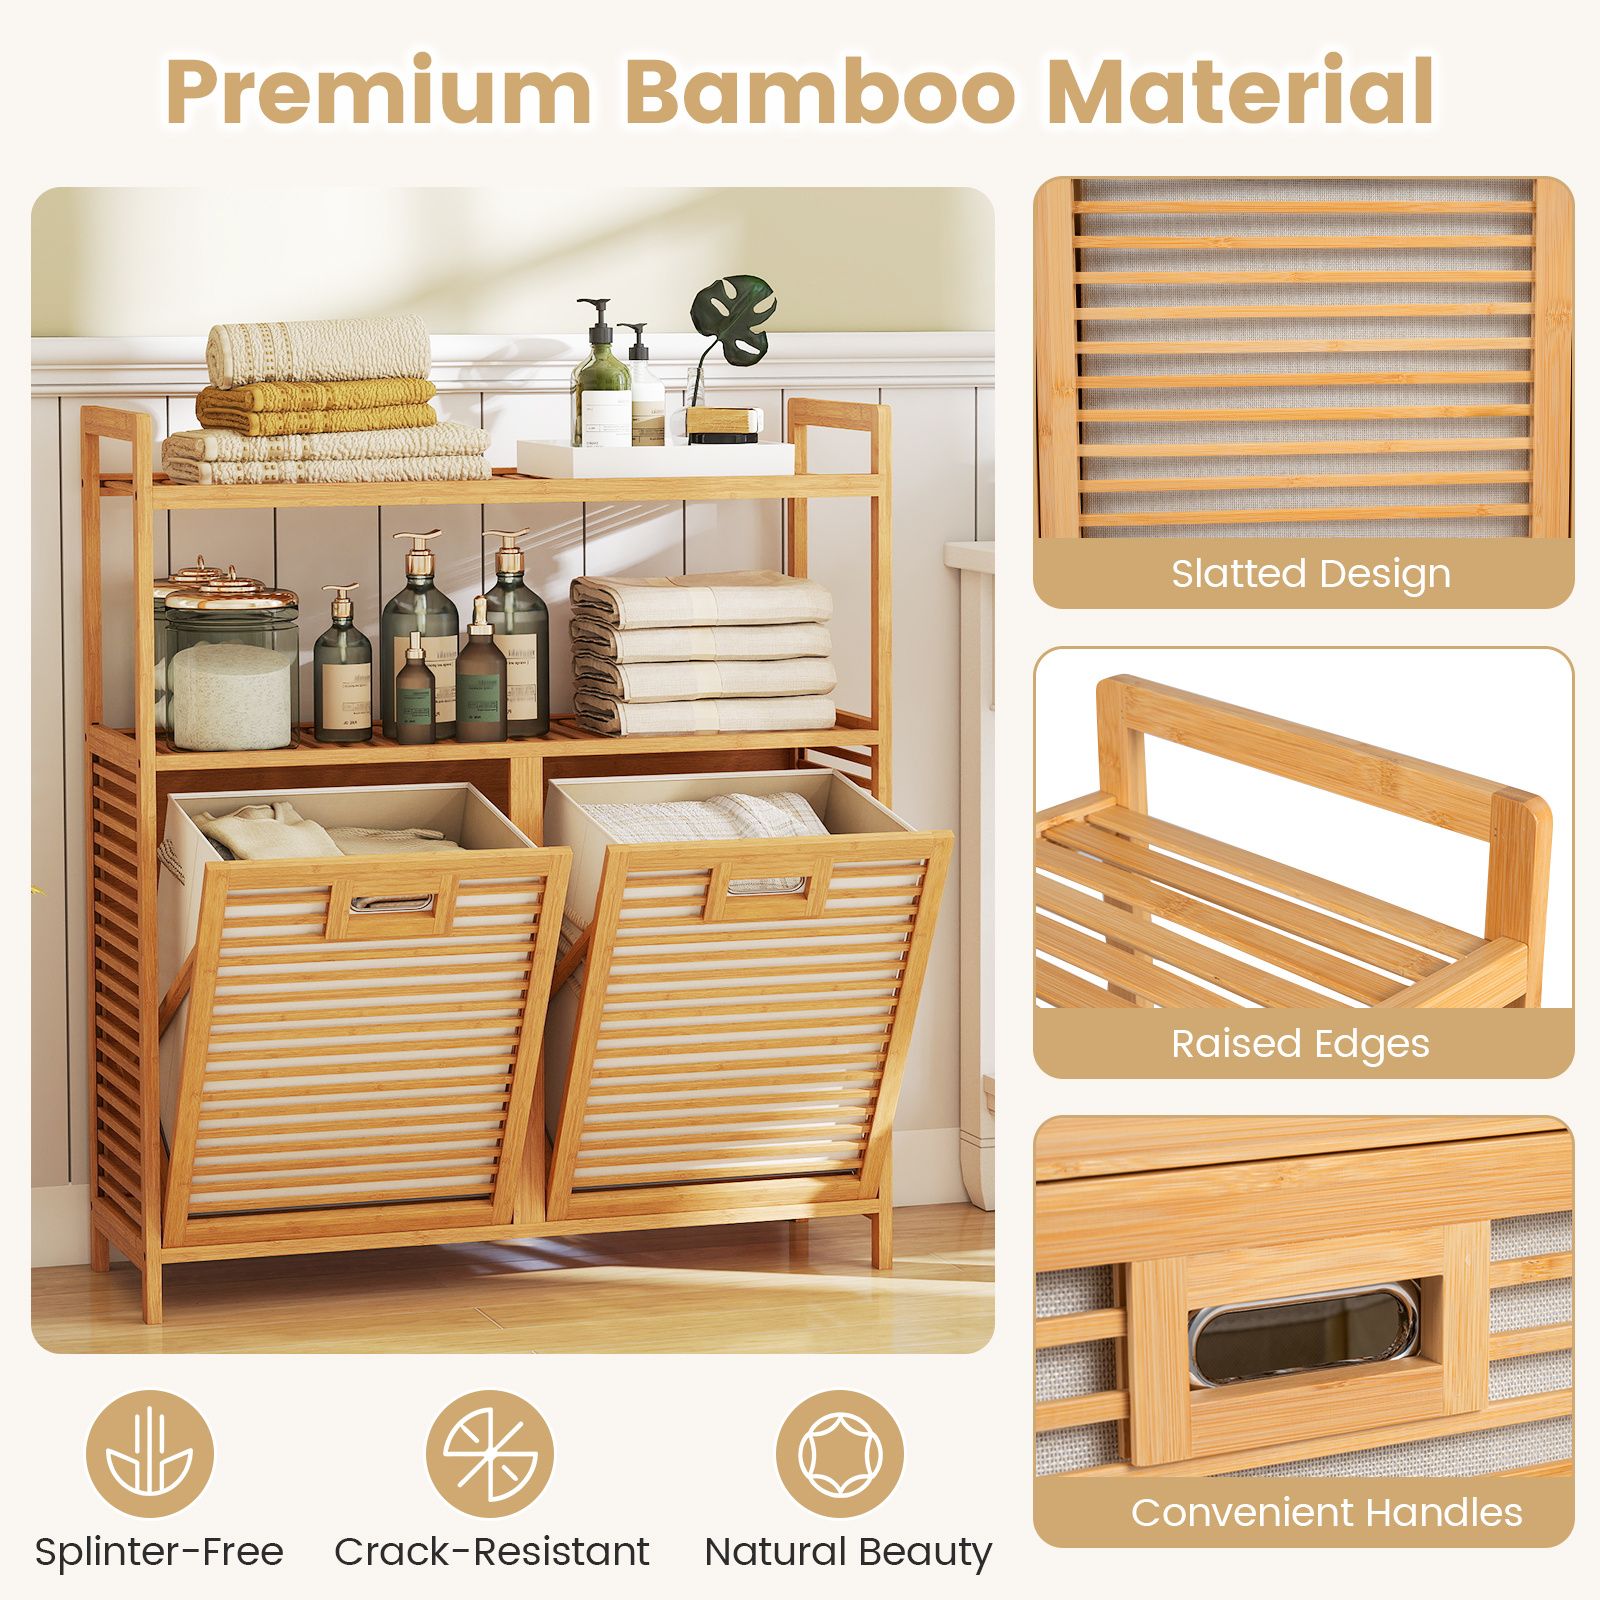 Premium Bamboo Material
Slatted Design
Raised Edges
Convenient Handles
Splinter-Free
Crack-Resistant
Natural Beauty